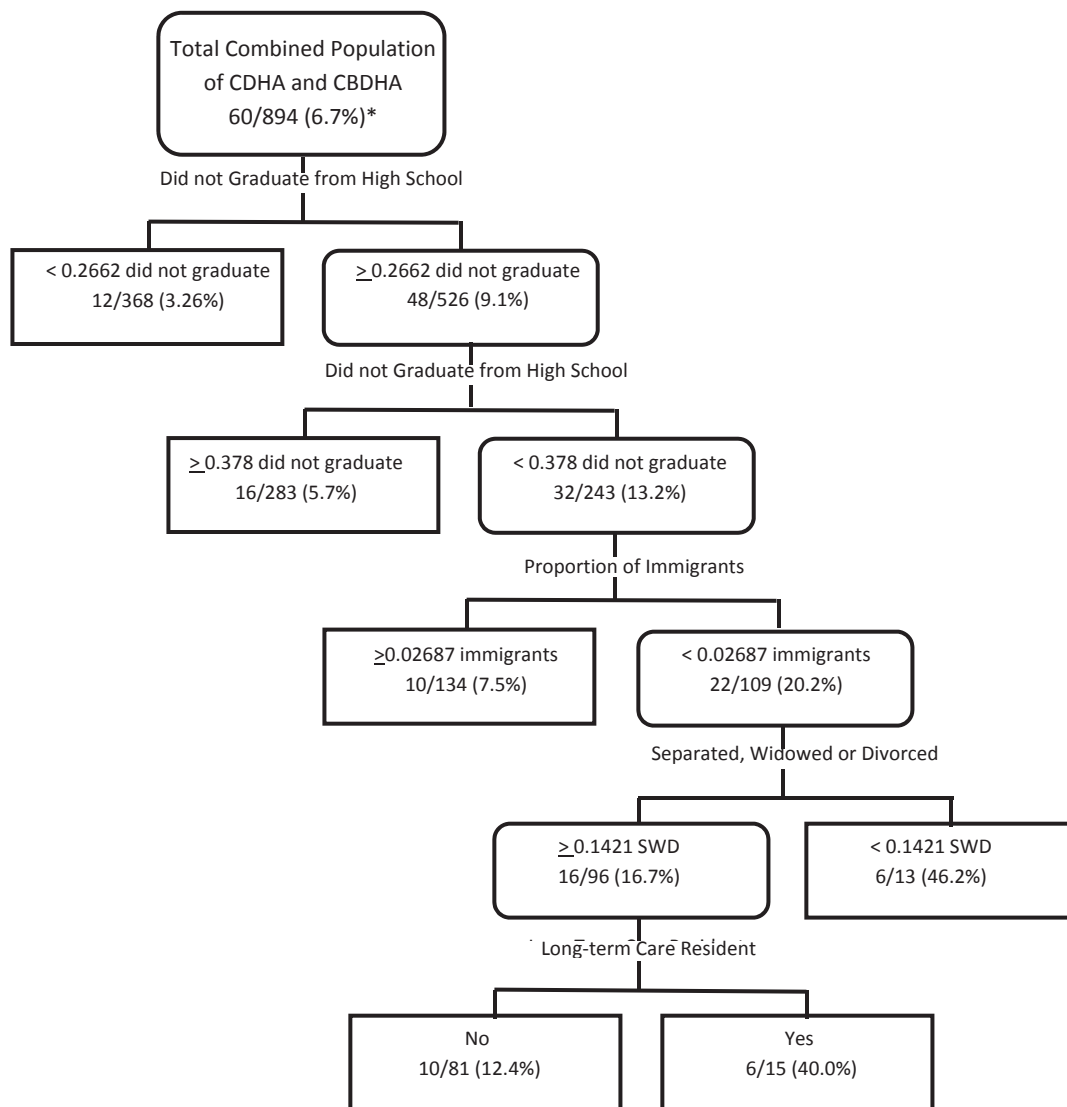 Total Combined Population
of CDHA and CBDHA
60/894 (6.7%)*
Did not Graduate from High School
< 0.2662 did not graduate
12/368 (3.26%)
≥ 0.2662 did not graduate
48/526 (9.1%)
Did not Graduate from High School
≥ 0.378 did not graduate
16/283 (5.7%)
< 0.378 did not graduate
32/243 (13.2%)
Proportion of Immigrants
≥0.02687 immigrants
10/134 (7.5%)
< 0.02687 immigrants
22/109 (20.2%)
Separated, Widowed or Divorced
≥ 0.1421 SWD
16/96 (16.7%)
< 0.1421 SWD
6/13 (46.2%)
Long-term Care Resident
No
10/81 (12.4%)
Yes
6/15 (40.0%)